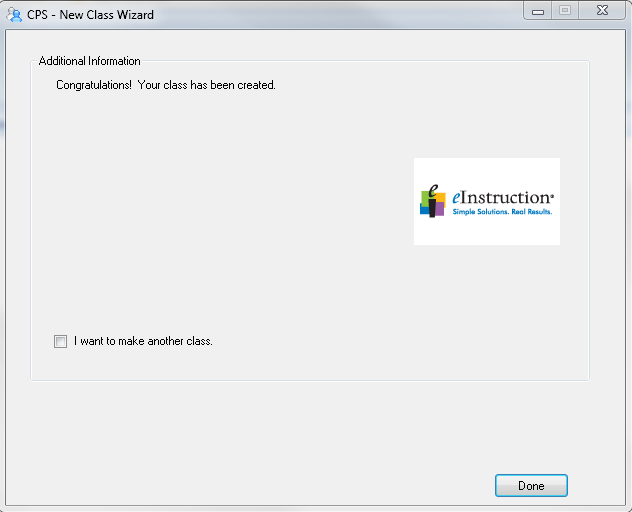 CPS - New Class Wizard
Additional Information
Congratulations! Your class has been created.
eInstruction®
Simple Solutions. Real Results.
I want to make another class.
Done